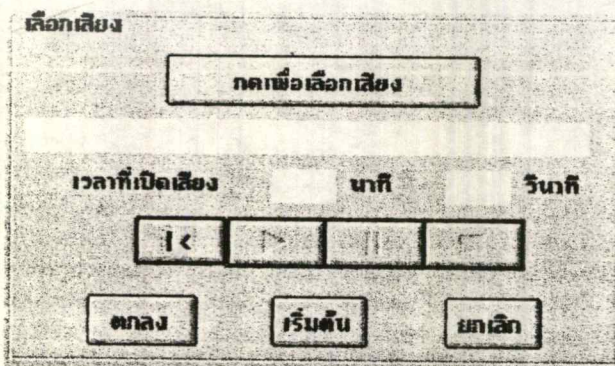 เลือกเสียง
กดเพื่อเลือกเสียง
เวลาที่เปิดเสียง นาที วินาที
ตกลง เริ่มต้น ยกเลิก